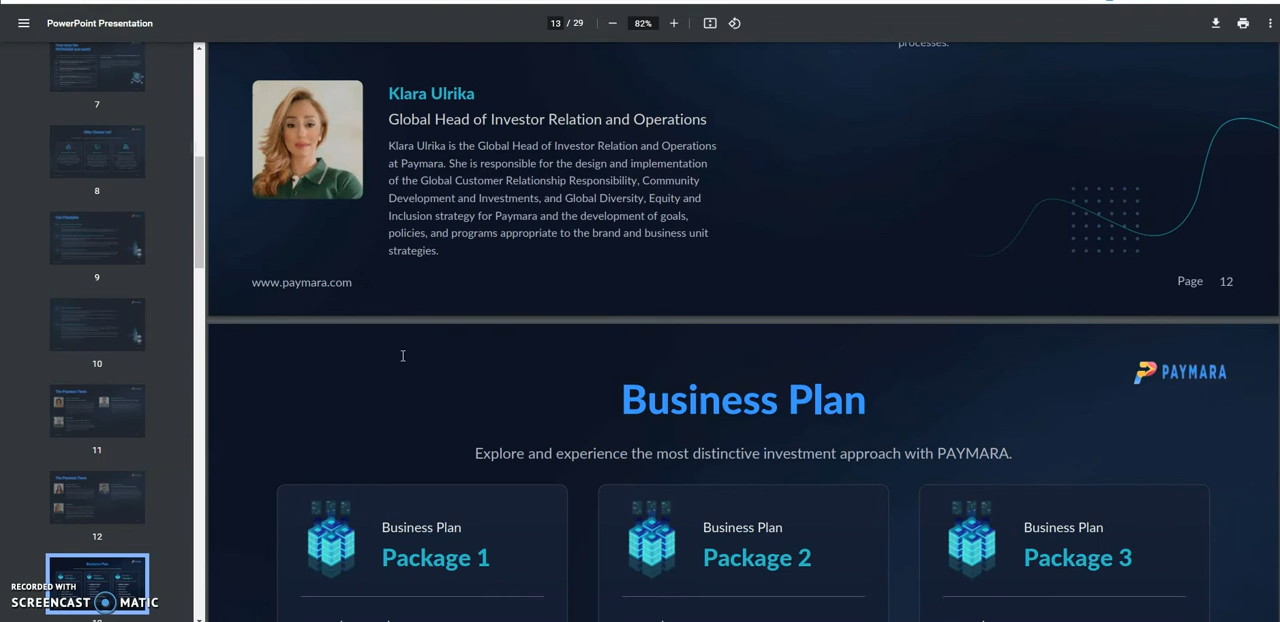 PowerPoint Presentation
13 / 29
82%
7
8
9
10
11
12
processes.
Klara Ulrika
Global Head of Investor Relation and Operations
Klara Ulrika is the Global Head of Investor Relation and Operations
at Paymara. She is responsible for the design and implementation
of the Global Customer Relationship Responsibility, Community
Development and Investments, and Global Diversity, Equity and
Inclusion strategy for Paymara and the development of goals,
policies, and programs appropriate to the brand and business unit
strategies.
www.paymara.com
Page 12
PAYMARA
Business Plan
Explore and experience the most distinctive investment approach with PAYMARA.
Business Plan
Package 1
Business Plan
Package 2
Business Plan
Package 3
RECORDED WITH
SCREENCAST MATIC